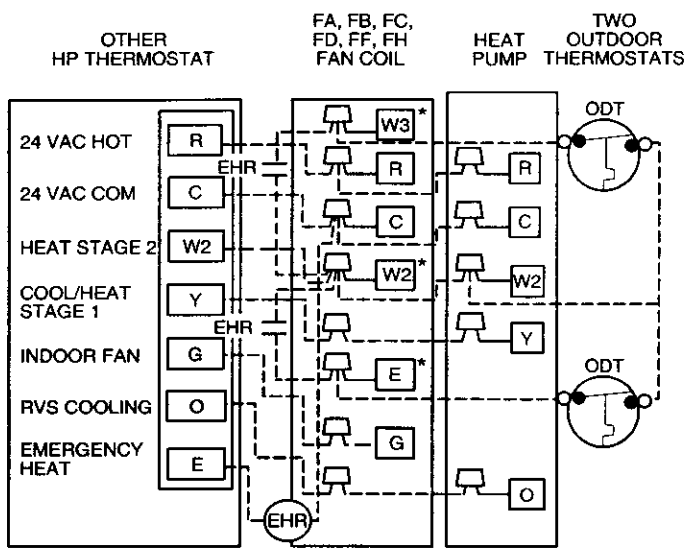 OTHER
HP THERMOSTAT
FA, FB, FC,
FD, FF, FH
FAN COIL
HEAT
PUMP
TWO
OUTDOOR
THERMOSTATS
24 VAC HOT
R
24 VAC COM
C
HEAT STAGE 2
W2
COOL/HEAT
STAGE 1
Y
INDOOR FAN
G
RVS COOLING
O
EMERGENCY
HEAT
E
EHR
EHR
EHR
W3 *
R
C
W2 *
E *
G
R
C
W2
Y
O
ODT
ODT